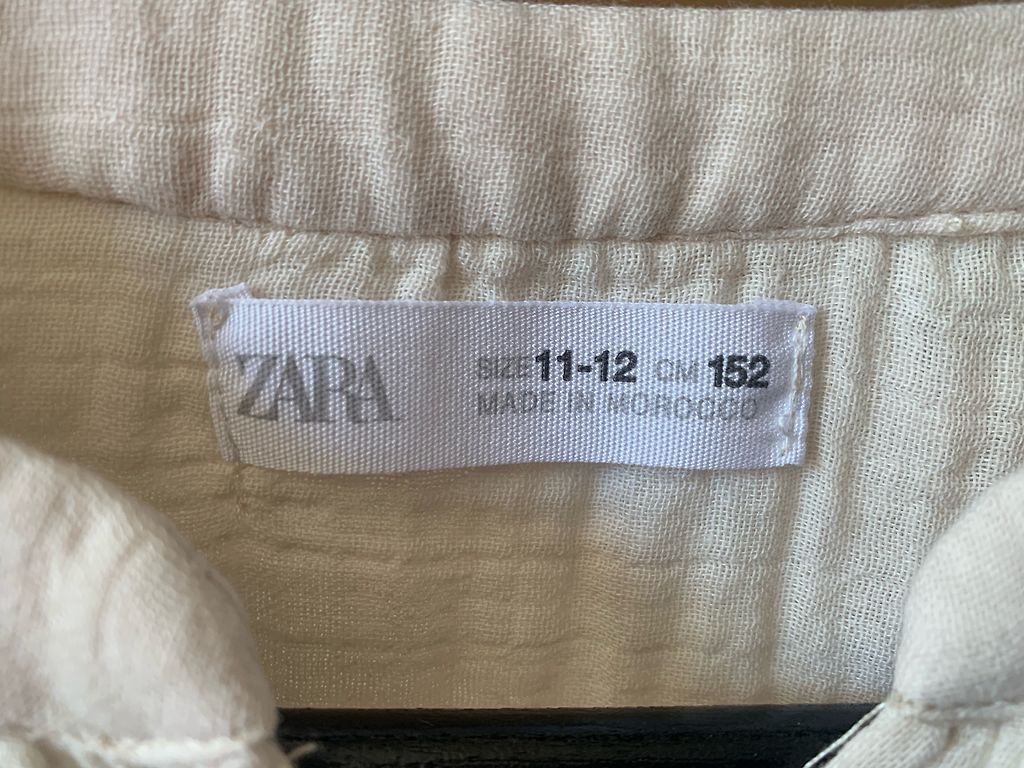 ZARA
SIZE 11-12 CM 152
MADE IN MOROCCO